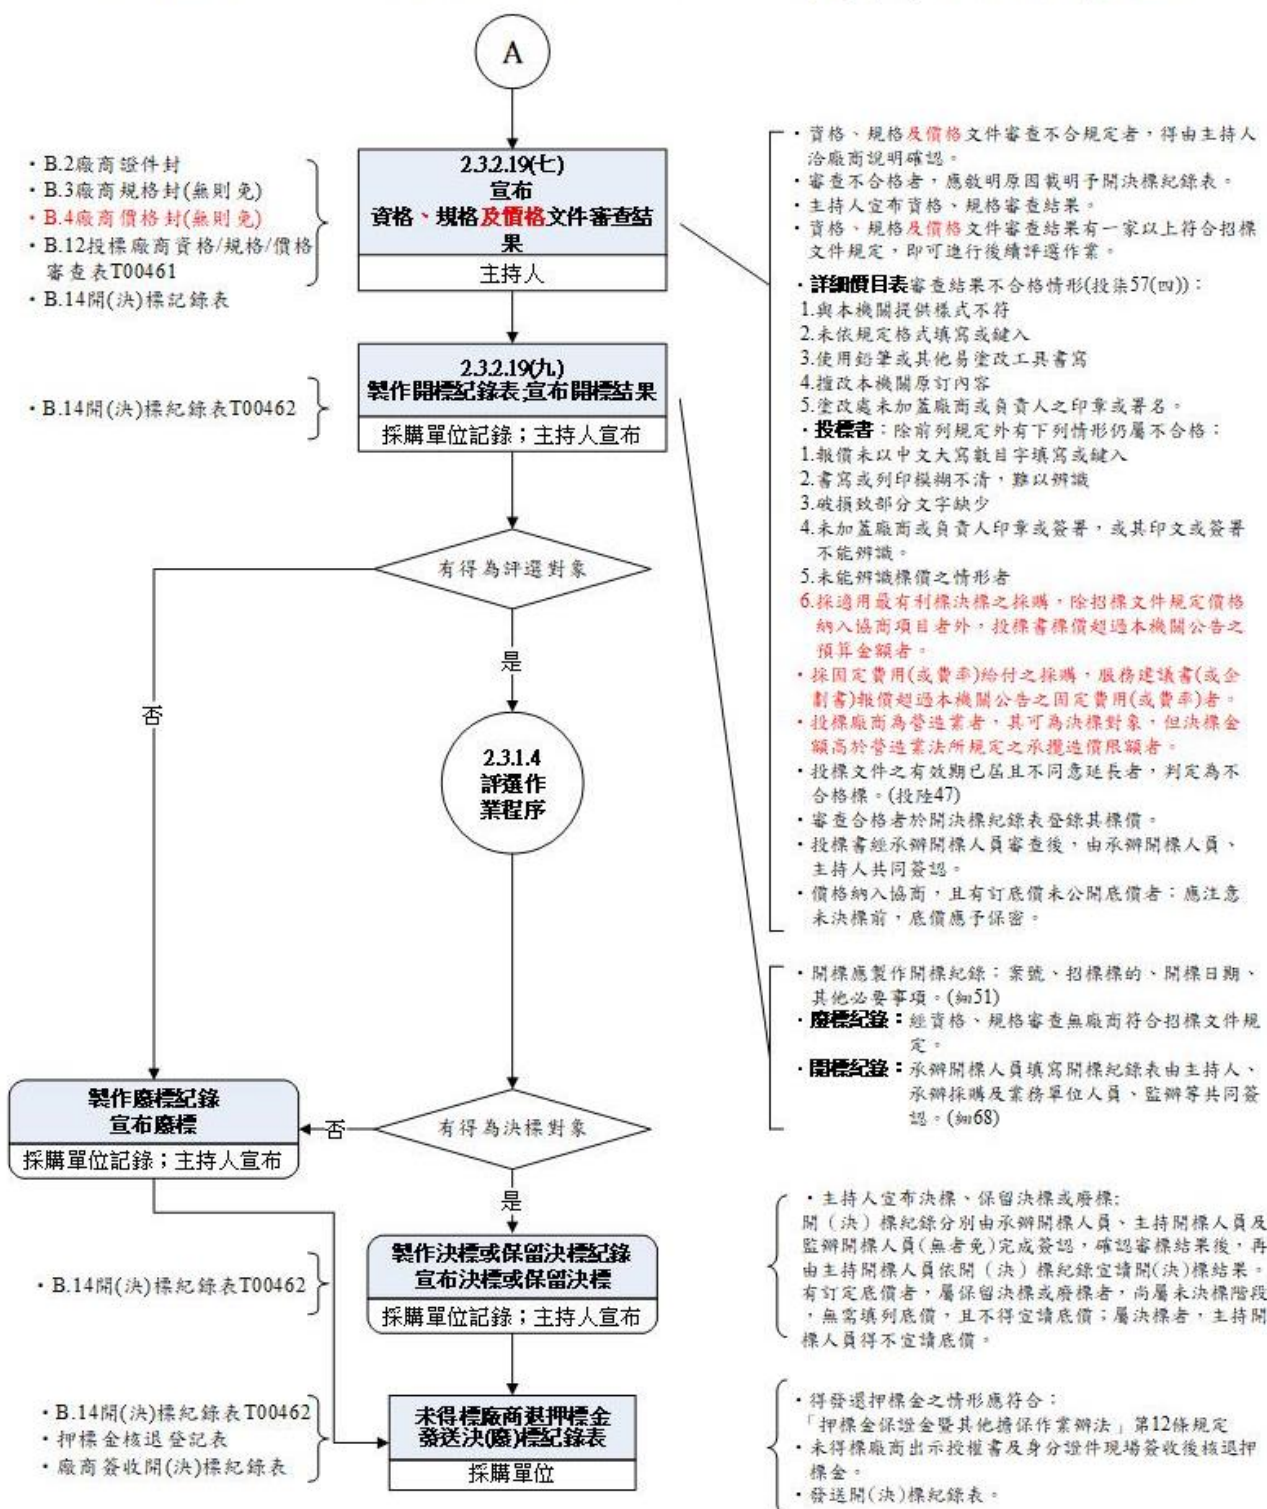 A
・B.2廠商證件封
・B.3廠商規格封(無則免)
・B.4廠商價格封(無則免)
・B.12投標廠商資格/規格/價格
審查表T00461
・B.14開(決)標記錄表
2.3.2.19(七)
宣布
資格、規格及價格文件審查結
果
主持人
・資格、規格及價格文件審查不合規定者，得由主持人
洽廠商說明確認。
・審查不合格者，應敘明原因載明予開決標紀錄表。
・主持人宣布資格、規格審查結果。
・資格、規格及價格文件審查結果有一家以上符合招標
文件規定，即可進行後續評選作業。
・詳細價目表審查結果不合格情形(投柒57(四))：
1.與本機關提供樣式不符
2.未依規定格式填寫或鍵入
3.使用鉛筆或其他易塗改工具書寫
4.擅改本機關原訂內容
5.塗改處未加蓋廠商或負責人之印章或署名。
・投標書：除前列規定外有下列情形仍屬不合格：
1.報價未以中文大寫數目字填寫或鍵入
2.書寫或列印模糊不清，難以辨識
3.破損致部分文字缺少
4.未加蓋廠商或負責人印章或簽署，或其印文或簽署
不能辨識。
5.未能辨識標價之情形者
6.採適用最有利標決標之採購，除招標文件規定價格
納入協商項目者外，投標書標價超過本機關公告之
預算金額者。
・採固定費用(或費率)給付之採購，服務建議書(或企
劃書)報價超過本機關公告之固定費用(或費率)者。
・投標廠商為營造業者，其可為決標對象，但決標金
額高於營造業法所規定之承攬造價限額者。
・投標文件之有效期已屆且不同意延長者，判定為不
合格標。(投陸47)
・審查合格者於開決標紀錄表登錄其標價。
・投標書經承辦開標人員審查後，由承辦開標人員、
主持人共同簽認。
・價格納入協商，且有訂底價未公開底價者：應注意
未決標前，底價應予保密。
・B.14開(決)標紀錄表T00462
2.3.2.19(九)
製作開標紀錄表;宣布開標結果
採購單位記錄；主持人宣布
・開標應製作開標紀錄：案號、招標標的、開標日期、
其他必要事項。(細51)
・廢標紀錄：經資格、規格審查無廠商符合招標文件規
定。
・開標紀錄：承辦開標人員填寫開標紀錄表由主持人、
承辦採購及業務單位人員、監辦等共同簽
認。(細68)
有得為評選對象
是
否
2.3.1.4
評選作
業程序
有得為決標對象
否
是
製作廢標紀錄
宣布廢標
採購單位記錄；主持人宣布
・B.14開(決)標紀錄表T00462
製作決標或保留決標紀錄
宣布決標或保留決標
採購單位記錄；主持人宣布
・主持人宣布決標、保留決標或廢標:
開（決）標紀錄分別由承辦開標人員、主持開標人員及
監辦開標人員(無者免)完成簽認，確認審標結果後，再
由主持開標人員依開（決）標紀錄宣讀開(決)標結果。
有訂定底價者，屬保留決標或廢標者，尚屬未決標階段
，無需填列底價，且不得宣讀底價；屬決標者，主持開
標人員得不宣讀底價。
・B.14開(決)標紀錄表T00462
・押標金核退登記表
・廠商簽收開(決)標紀錄表
未得標廠商退押標金
發送決(廢)標紀錄表
採購單位
・得發還押標金之情形應符合：
「押標金保證金暨其他擔保作業辦法」第12條規定
・未得標廠商出示授權書及身分證件現場簽收後核退押
標金。
・發送開(決)標紀錄表。